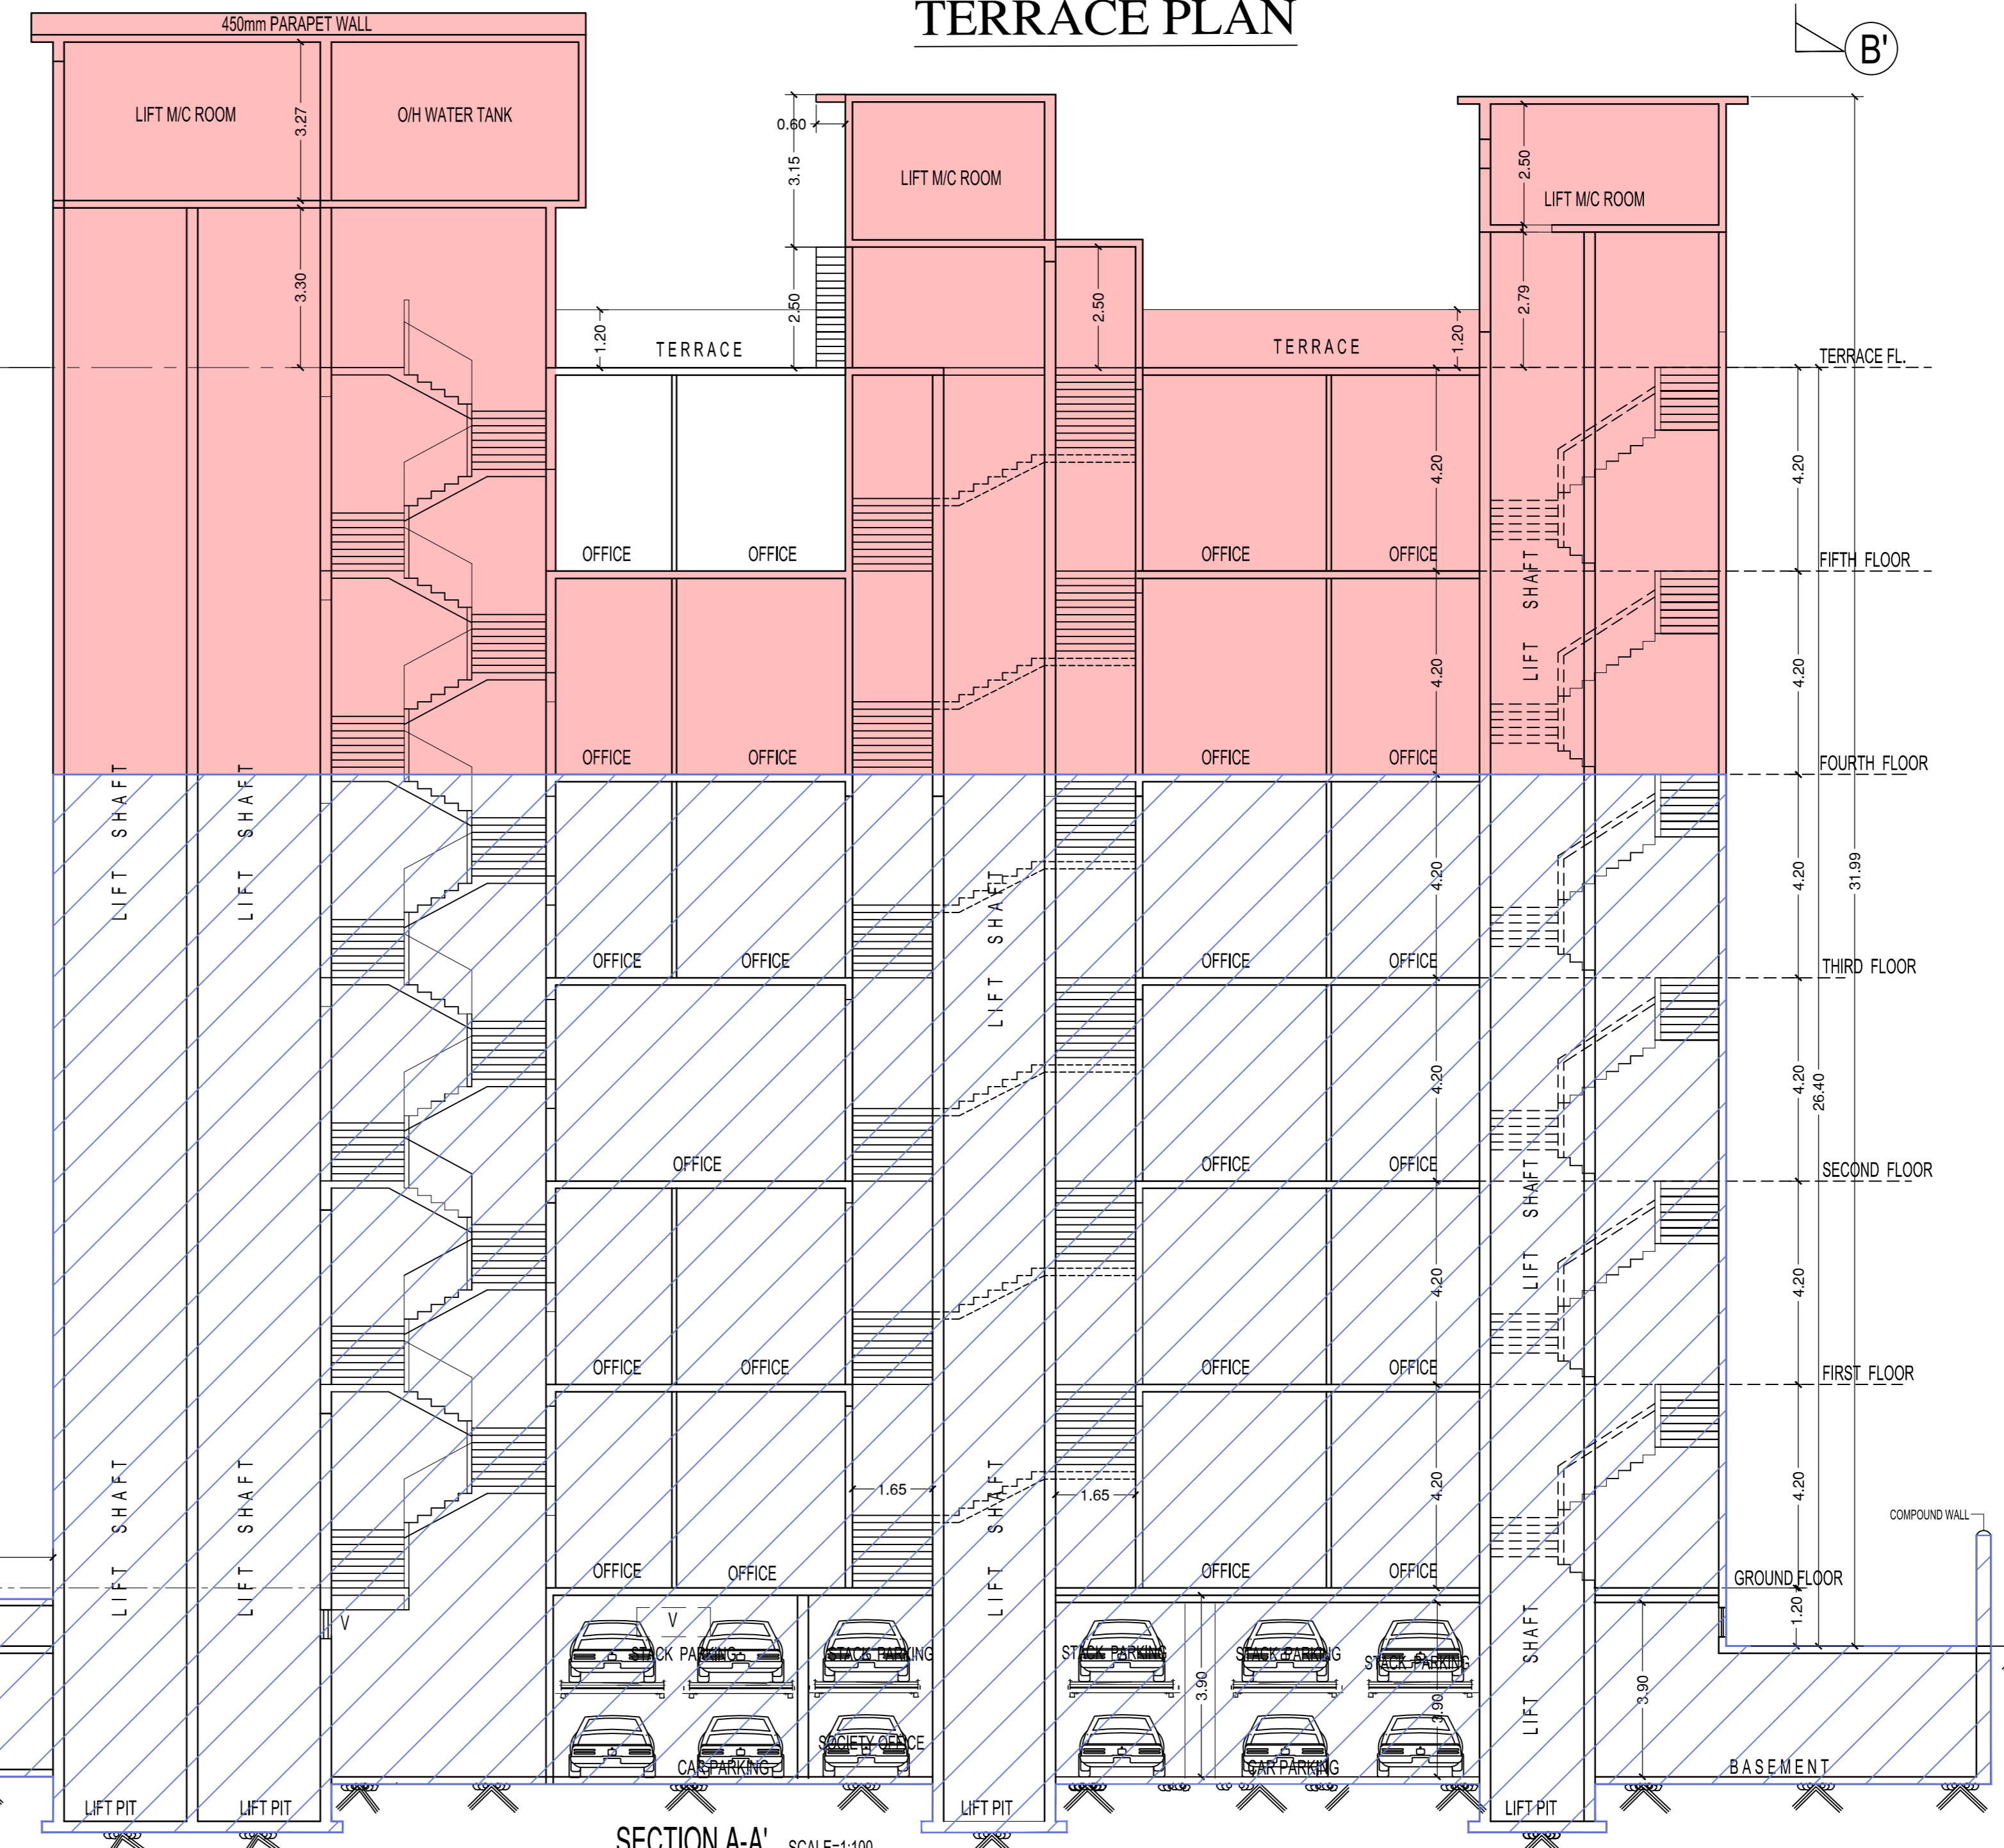 TERRACE PLAN
B'
450mm PARAPET WALL
LIFT M/C ROOM
3.27
O/H WATER TANK
0.60
3.15
LIFT M/C ROOM
2.50
LIFT M/C ROOM
3.30
1.20
TERRACE
2.50
2.50
TERRACE
1.20
2.79
TERRACE FL.
4.20
4.20
OFFICE
OFFICE
OFFICE
OFFICE
LIFT SHAFT
FIFTH FLOOR
4.20
4.20
OFFICE
OFFICE
OFFICE
OFFICE
FOURTH FLOOR
LIFT SHAFT
LIFT SHAFT
LIFT SHAFT
4.20
4.20
31.99
OFFICE
OFFICE
OFFICE
OFFICE
THIRD FLOOR
4.20
4.20
26.40
OFFICE
OFFICE
OFFICE
SECOND FLOOR
LIFT SHAFT
4.20
4.20
OFFICE
OFFICE
OFFICE
OFFICE
FIRST FLOOR
LIFT SHAFT
LIFT SHAFT
1.65
LIFT SHAFT
1.65
4.20
4.20
COMPOUND WALL
OFFICE
OFFICE
OFFICE
OFFICE
GROUND FLOOR
1.20
V
V
STACK PARKING
STACK PARKING
STACK PARKING
STACK PARKING
STACK PARKING
LIFT SHAFT
3.90
3.90
3.90
SOCIETY OFFICE
CAR PARKING
CAR PARKING
BASEMENT
LIFT PIT
LIFT PIT
LIFT PIT
LIFT PIT
SECTION A-A' SCALE=1:100